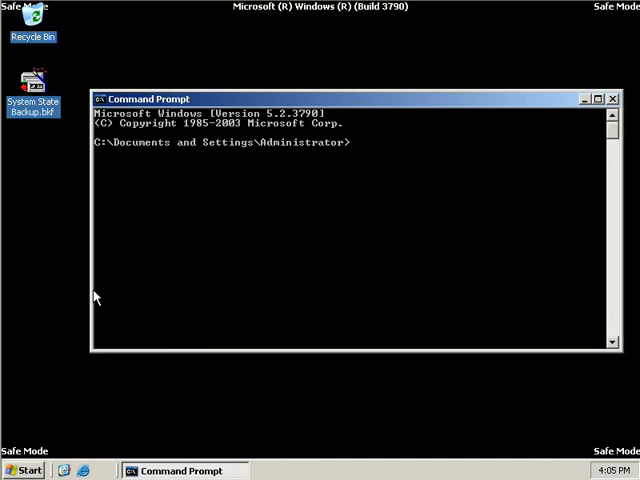 Safe Mode
Microsoft (R) Windows (R) (Build 3790)
Safe Mode
Recycle Bin
System State
Backup.bkf
Command Prompt
Microsoft Windows [Version 5.2.3790]
(C) Copyright 1985-2003 Microsoft Corp.
C:\Documents and Settings\Administrator>
Safe Mode
Safe Mode
Start
Command Prompt
4:05 PM